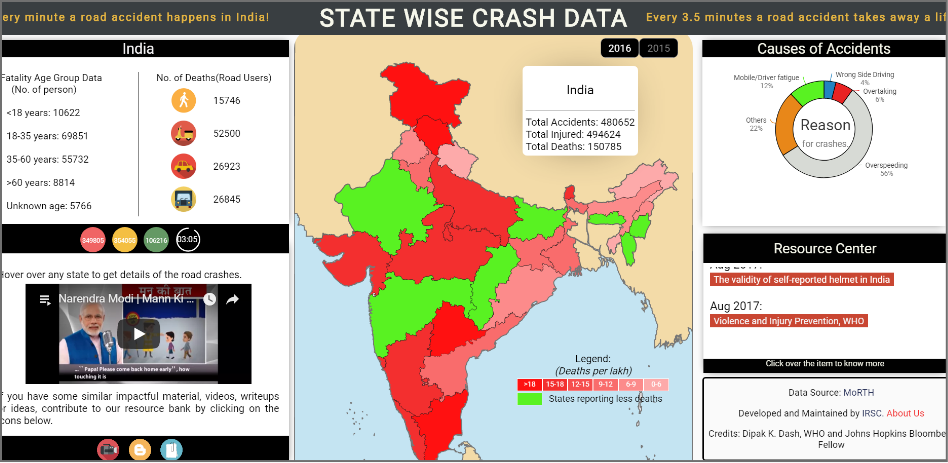 ery minute a road accident happens in India!
STATE WISE CRASH DATA
Every 3.5 minutes a road accident takes away a lif
India
Fatality Age Group Data
(No. of person)
<18 years: 10622
18-35 years: 69851
35-60 years: 55732
>60 years: 8814
Unknown age: 5766
No. of Deaths(Road Users)
15746
52500
26923
26845
849805
106216
03:05
over over any state to get details of the road crashes.
मन की बात
Narendra Modi | Mann Ki ...
Papa! Please come back home early", how
touching it is
f you have some similar impactful material, videos, writeups
r ideas, contribute to our resource bank by clicking on the
cons below.
2016
2015
India
Total Accidents: 480652
Total Injured: 494624
Total Deaths: 150785
Legend:
(Deaths per lakh)
>18 15-18 12-15 9-12 6-9 0-6
States reporting less deaths
Causes of Accidents
Mobile/Driver fatigue
12%
Wrong Side Driving
4%
Overtaking
6%
Others
22%
Reason
for crashes.
Overspeeding
56%
Resource Center
Aug 2017:
The validity of self-reported helmet in India
Aug 2017:
Violence and Injury Prevention, WHO
Click over the item to know more
Data Source: MoRTH
Developed and Maintained by IRSC. About Us
Credits: Dipak K. Dash, WHO and Johns Hopkins Bloombe
Fellow